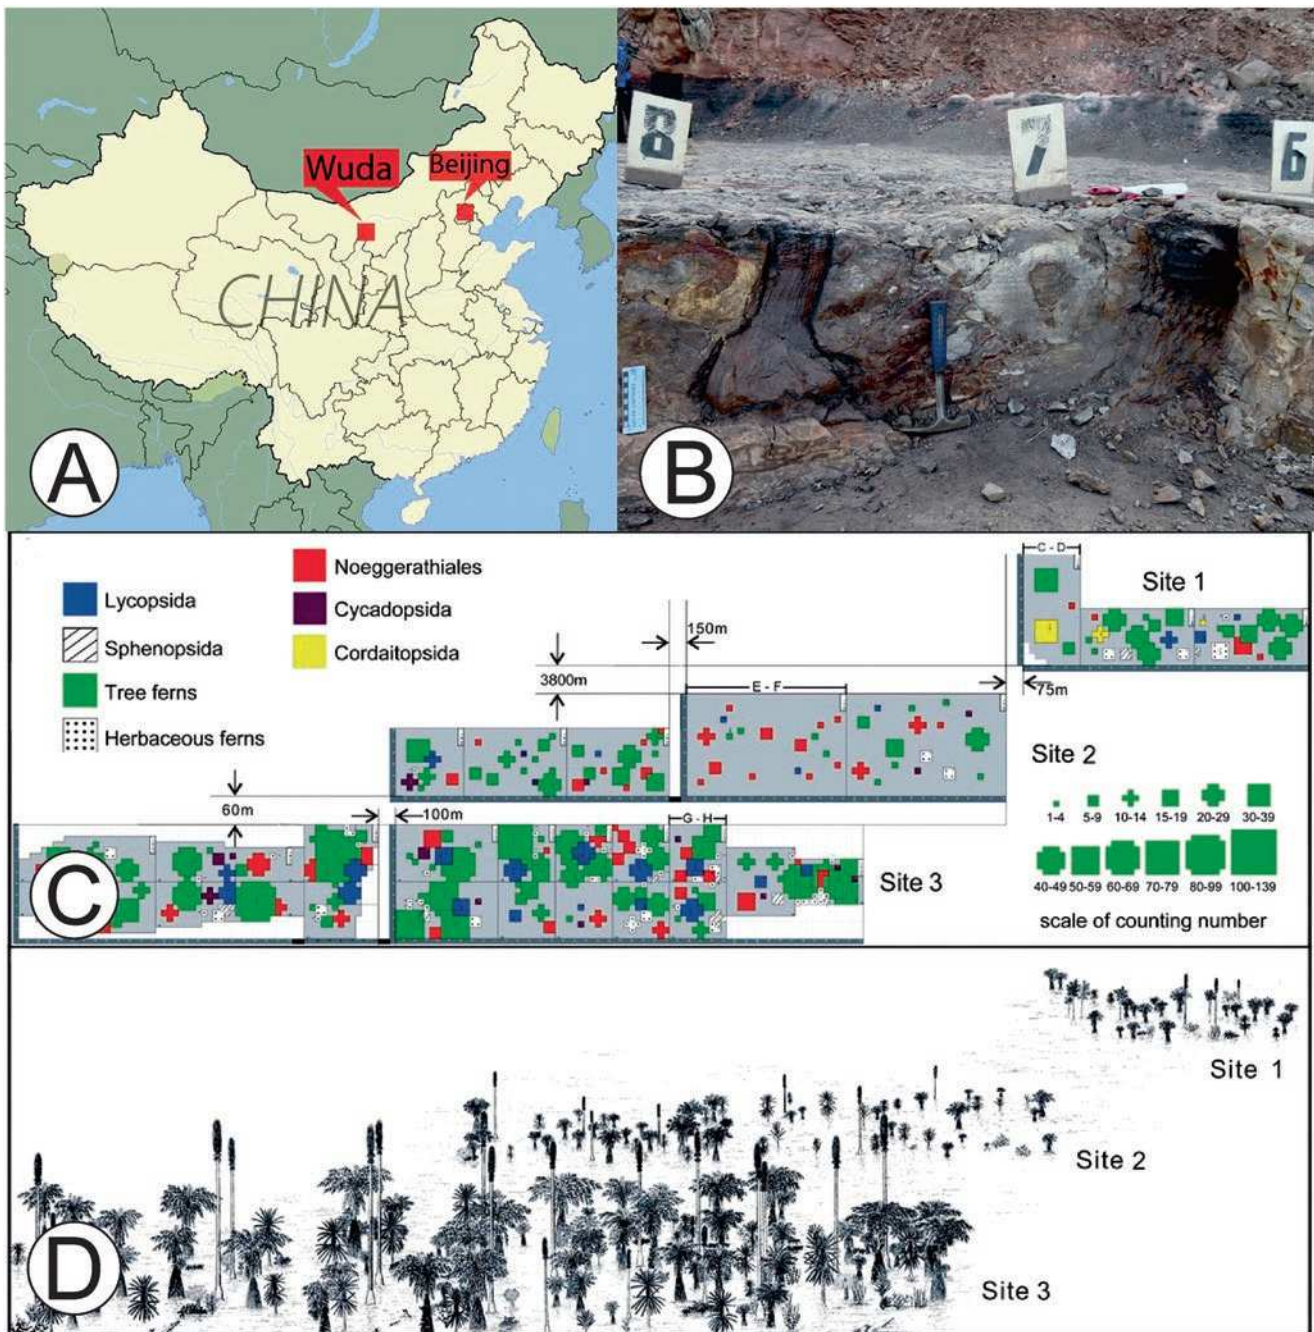 Wuda
Beijing
CHINA
A
8
7
6
B
Lycopsida
Sphenopsida
Tree ferns
Herbaceous ferns
Noeggerathiales
Cycadopsida
Cordaitopsida
C - D
Site 1
150m
3800m
75m
E - F
Site 2
60m
100m
G - H
Site 3
1-4 5-9 10-14 15-19 20-29 30-39
40-49 50-59 60-69 70-79 80-99 100-139
scale of counting number
C
Site 1
Site 2
Site 3
D